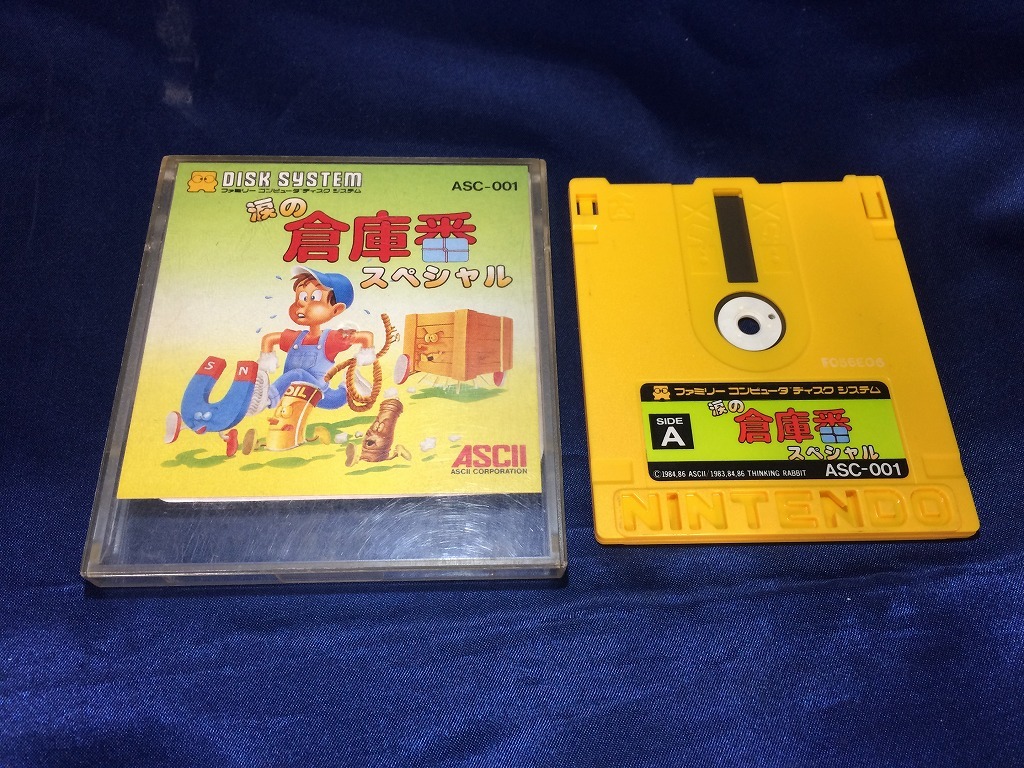 DISK SYSTEM
ファミリー コンピュータ ディスク システム
ASC-001
涙の
倉庫番
スペシャル
S N
OIL
ASCII
ASCII CORPORATION
NINTENDO
ファミリー コンピュータ ディスク システム
SIDE
A
涙の
倉庫番
スペシャル
© 1984,86 ASCII / 1983,84,86 THINKING RABBIT
ASC-001